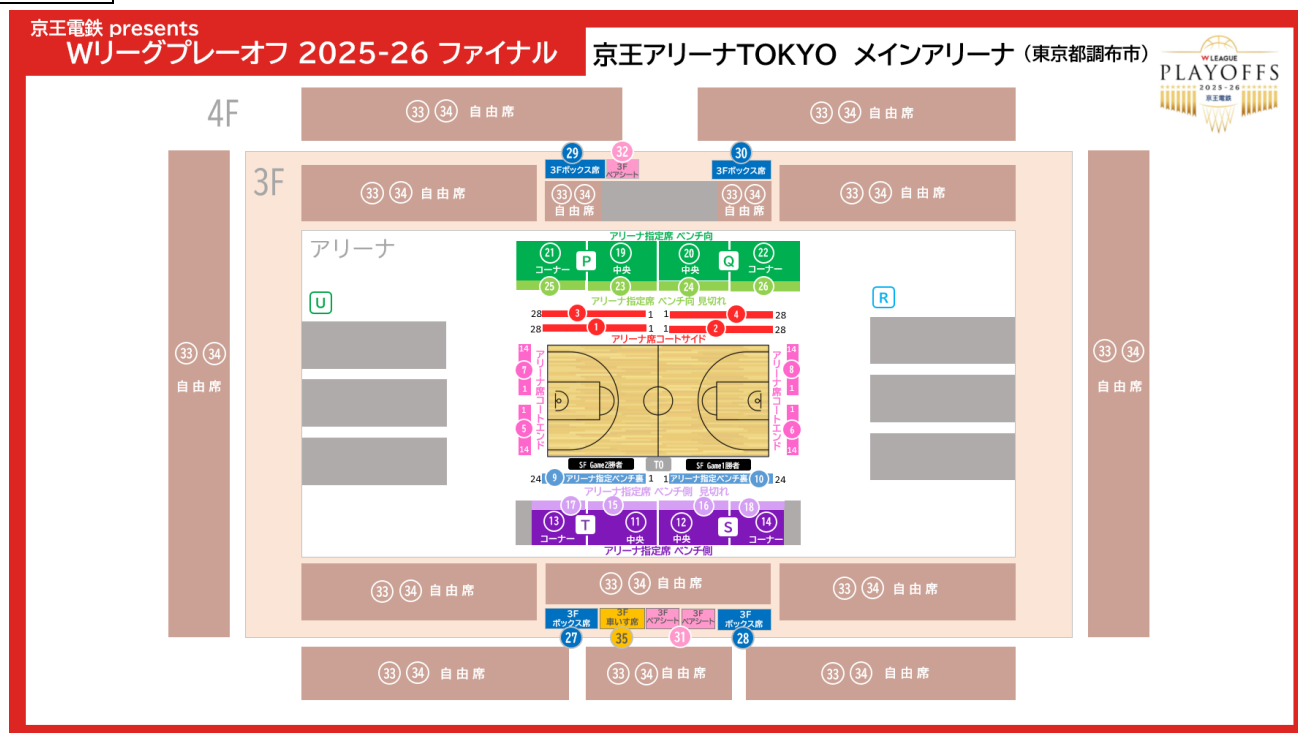 京王電鉄 presents
Wリーグプレーオフ 2025-26 ファイナル
京王アリーナTOKYO メインアリーナ（東京都調布市）
W LEAGUE
PLAYOFFS
2025-26
京王電鉄
W
4F
㉝ ㉞ 自由席
㉝ ㉞ 自由席
29
32
30
3Fボックス席
3F
ペアシート
3Fボックス席
3F
㉝ ㉞ 自由席
㉝ ㉞
自由席
㉝ ㉞
自由席
㉝ ㉞ 自由席
アリーナ
アリーナ指定席 ベンチ向
21
コーナー
P
19
中央
20
中央
Q
22
コーナー
25
23
24
26
アリーナ指定席 ベンチ向 見切れ
U
R
28 3 1 1 4 28
28 1 1 1 2 28
アリーナ席コートサイド
㉝ ㉞
自由席
14
7
1
1
5
14
アリーナ席コートエンド
アリーナ席コートエンド
14
8
1
1
6
14
㉝ ㉞
自由席
SF Game2勝者
TO
SF Game1勝者
24 9 アリーナ指定ベンチ裏 1 1 アリーナ指定ベンチ裏 10 24
アリーナ指定席 ベンチ側 見切れ
17
15
16
18
13
コーナー
T
11
中央
12
中央
S
14
コーナー
アリーナ指定席 ベンチ側
㉝ ㉞ 自由席
㉝ ㉞ 自由席
㉝ ㉞ 自由席
3F
ボックス席
3F
車いす席
3F
ペアシート
3F
ペアシート
3F
ボックス席
27
35
31
28
㉝ ㉞ 自由席
㉝ ㉞ 自由席
㉝ ㉞ 自由席